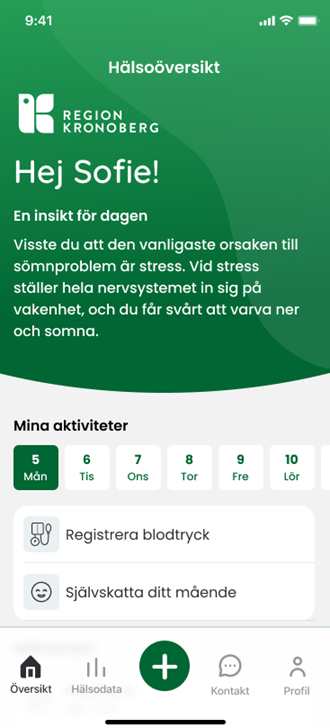 9:41
Hälsoöversikt
REGION
KRONOBERG
Hej Sofie!
En insikt för dagen
Visste du att den vanligaste orsaken till
sömnproblem är stress. Vid stress
ställer hela nervsystemet in sig på
vakenhet, och du får svårt att varva ner
och somna.
Mina aktiviteter
5 6 7 8 9 10
Mån Tis Ons Tor Fre Lör
Registrera blodtryck
Självskatta ditt mående
Översikt Hälsodata Kontakt Profil